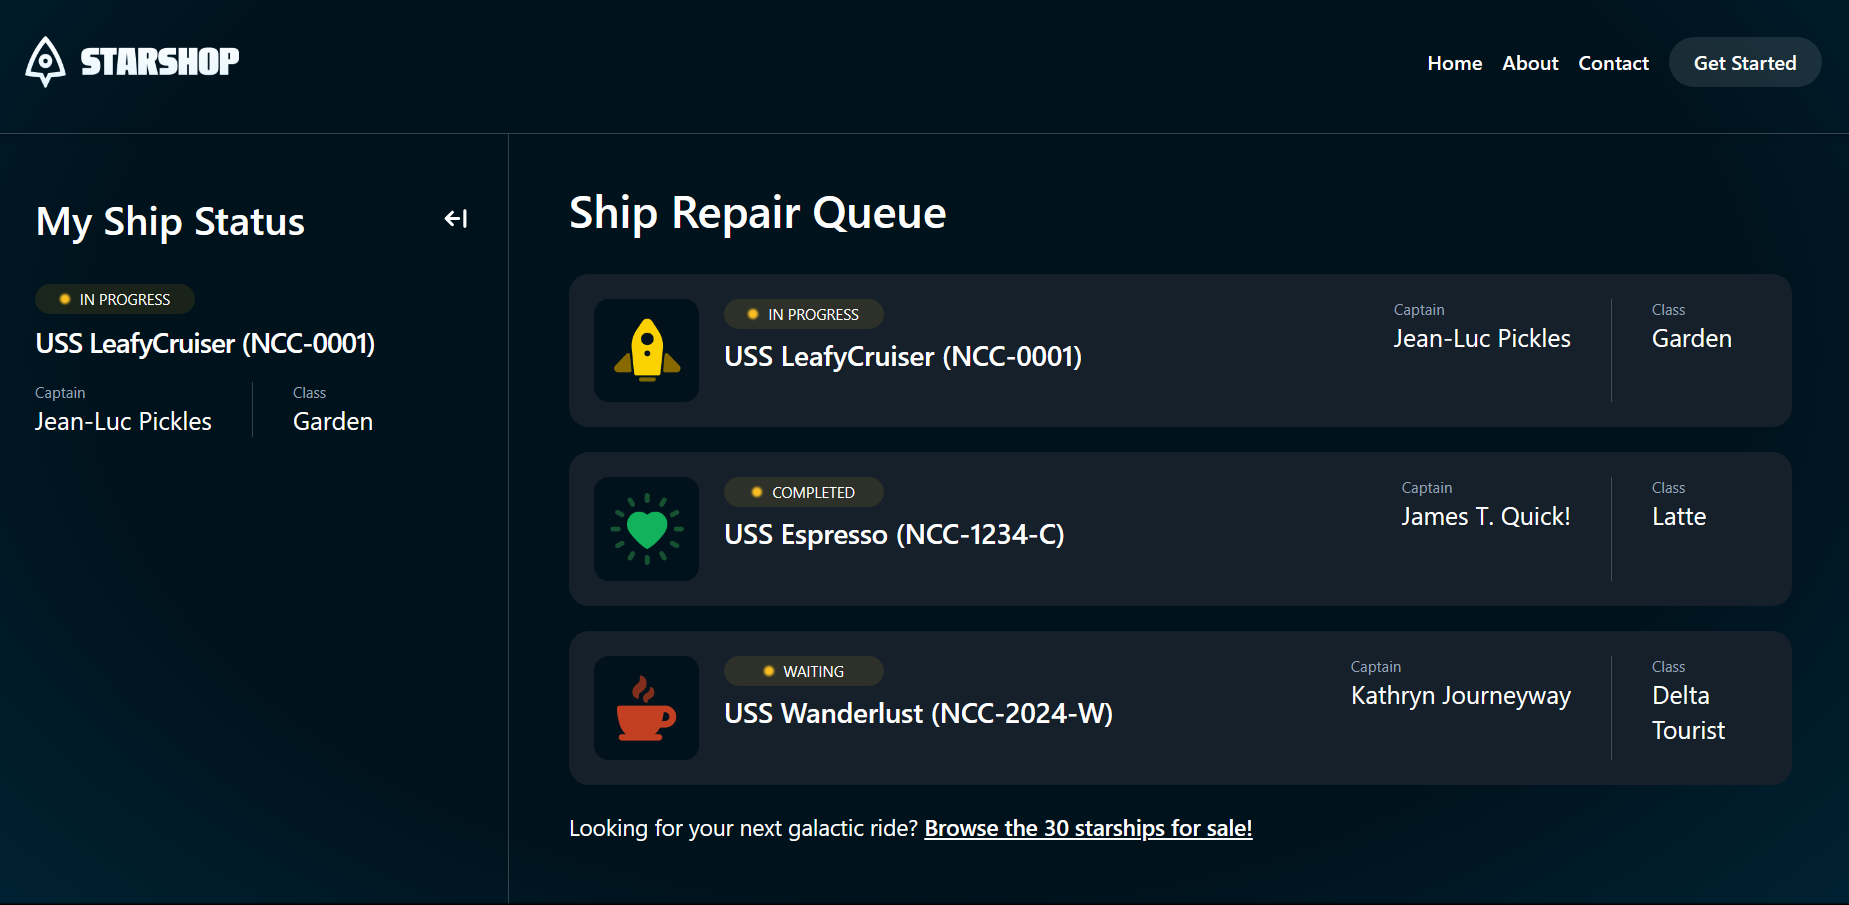 STARSHOP
Home About Contact Get Started
My Ship Status
IN PROGRESS
USS LeafyCruiser (NCC-0001)
Captain
Jean-Luc Pickles
Class
Garden
Ship Repair Queue
IN PROGRESS
USS LeafyCruiser (NCC-0001)
Captain
Jean-Luc Pickles
Class
Garden
COMPLETED
USS Espresso (NCC-1234-C)
Captain
James T. Quick!
Class
Latte
WAITING
USS Wanderlust (NCC-2024-W)
Captain
Kathryn Journeyway
Class
Delta
Tourist
Looking for your next galactic ride? Browse the 30 starships for sale!